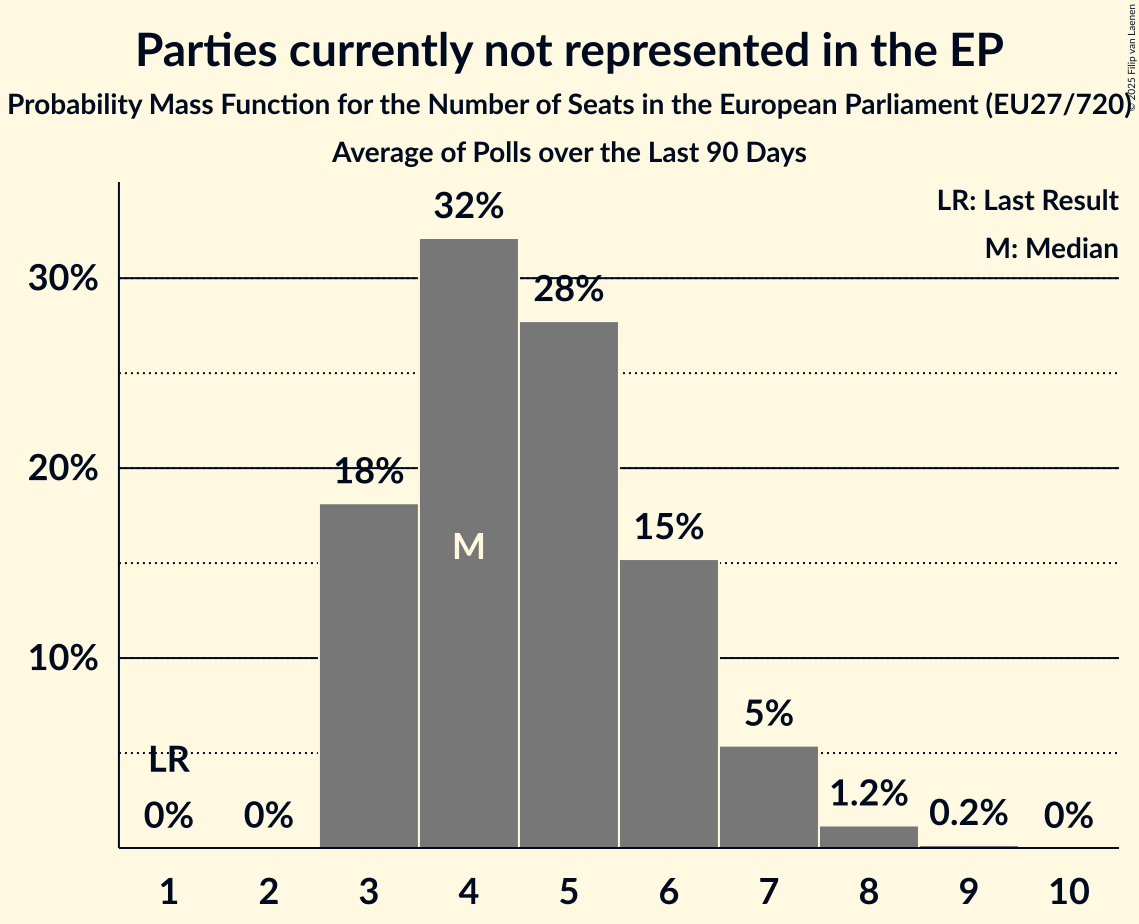 Parties currently not represented in the EP
Probability Mass Function for the Number of Seats in the European Parliament (EU27/720)
Average of Polls over the Last 90 Days
© 2025 Filip van Laenen
LR: Last Result
M: Median
30%
20%
10%
0%
0%
18%
32%
28%
15%
5%
1.2%
0.2%
0%
LR
M
1 2 3 4 5 6 7 8 9 10